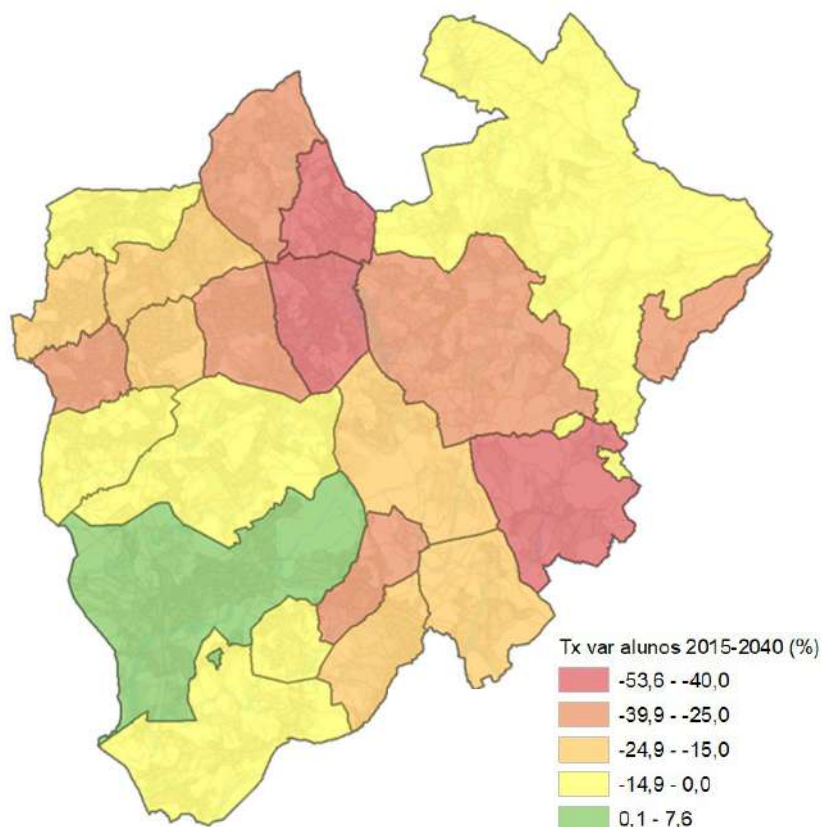 Tx var alunos 2015-2040 (%)
-53,6 - -40,0
-39,9 - -25,0
-24,9 - -15,0
-14,9 - 0,0
0,1 - 7,6